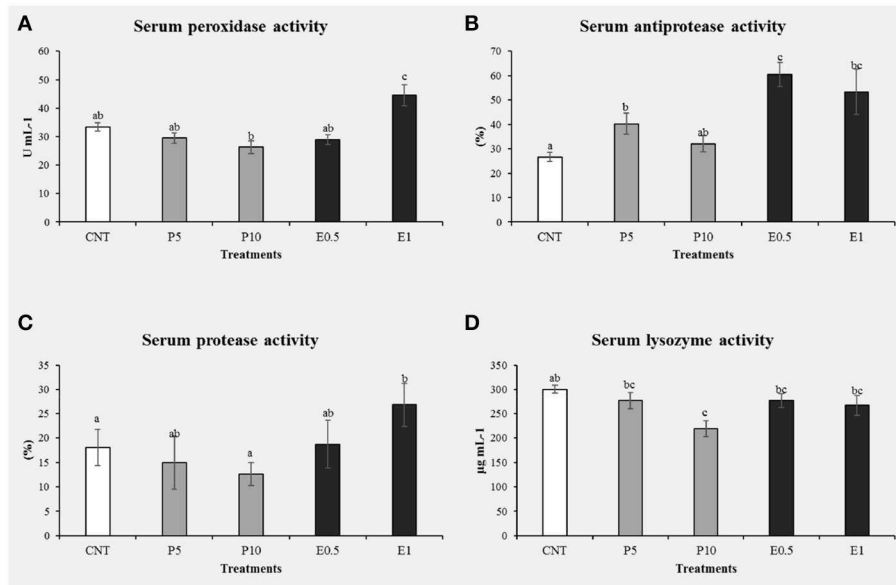 A
Serum peroxidase activity
60
50
40
30
20
10
0
U mL-1
ab
ab
b
ab
c
CNT P5 P10 E0.5 E1
Treatments
B
Serum antiprotease activity
70
60
50
40
30
20
10
0
(%)
a
b
ab
c
bc
CNT P5 P10 E0.5 E1
Treatments
C
Serum protease activity
35
30
25
20
15
10
5
0
(%)
a
ab
a
ab
b
CNT P5 P10 E0.5 E1
Treatments
D
Serum lysozyme activity
350
300
250
200
150
100
50
0
µg mL-1
ab
bc
c
bc
bc
CNT P5 P10 E0.5 E1
Treatments